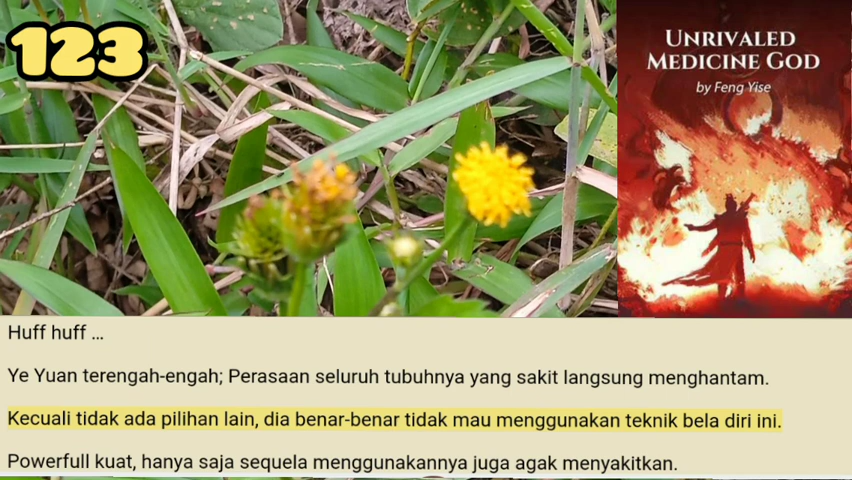 123
UNRIVALED
MEDICINE GOD
by Feng Yise
Huff huff ...
Ye Yuan terengah-engah; Perasaan seluruh tubuhnya yang sakit langsung menghantam.
Kecuali tidak ada pilihan lain, dia benar-benar tidak mau menggunakan teknik bela diri ini.
Powerfull kuat, hanya saja sequela menggunakannya juga agak menyakitkan.